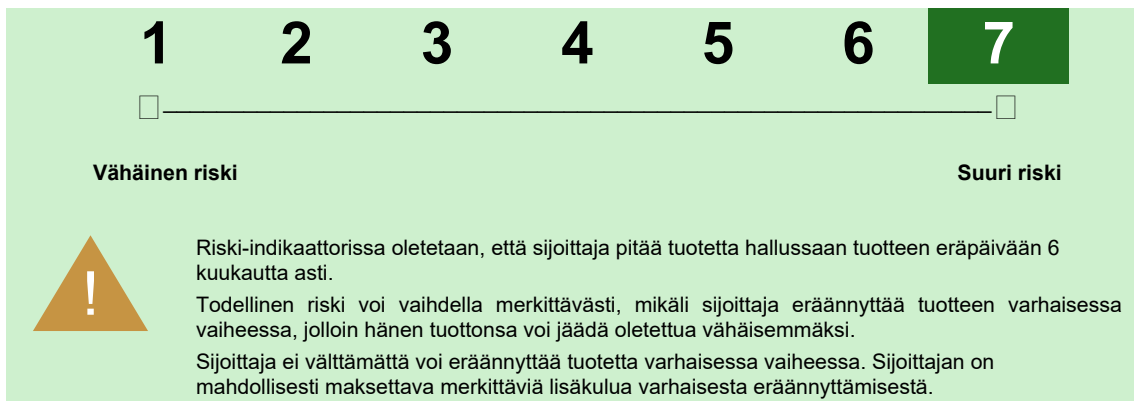 1 2 3 4 5 6 7
Vähäinen riski Suuri riski
!
Riski-indikaattorissa oletetaan, että sijoittaja pitää tuotetta hallussaan tuotteen eräpäivään 6
kuukautta asti.
Todellinen riski voi vaihdella merkittävästi, mikäli sijoittaja eräännyttää tuotteen varhaisessa
vaiheessa, jolloin hänen tuottonsa voi jäädä oletettua vähäisemmäksi.
Sijoittaja ei välttämättä voi eräännyttää tuotetta varhaisessa vaiheessa. Sijoittajan on
mahdollisesti maksettava merkittäviä lisäkulua varhaisesta eräännyttämisestä.